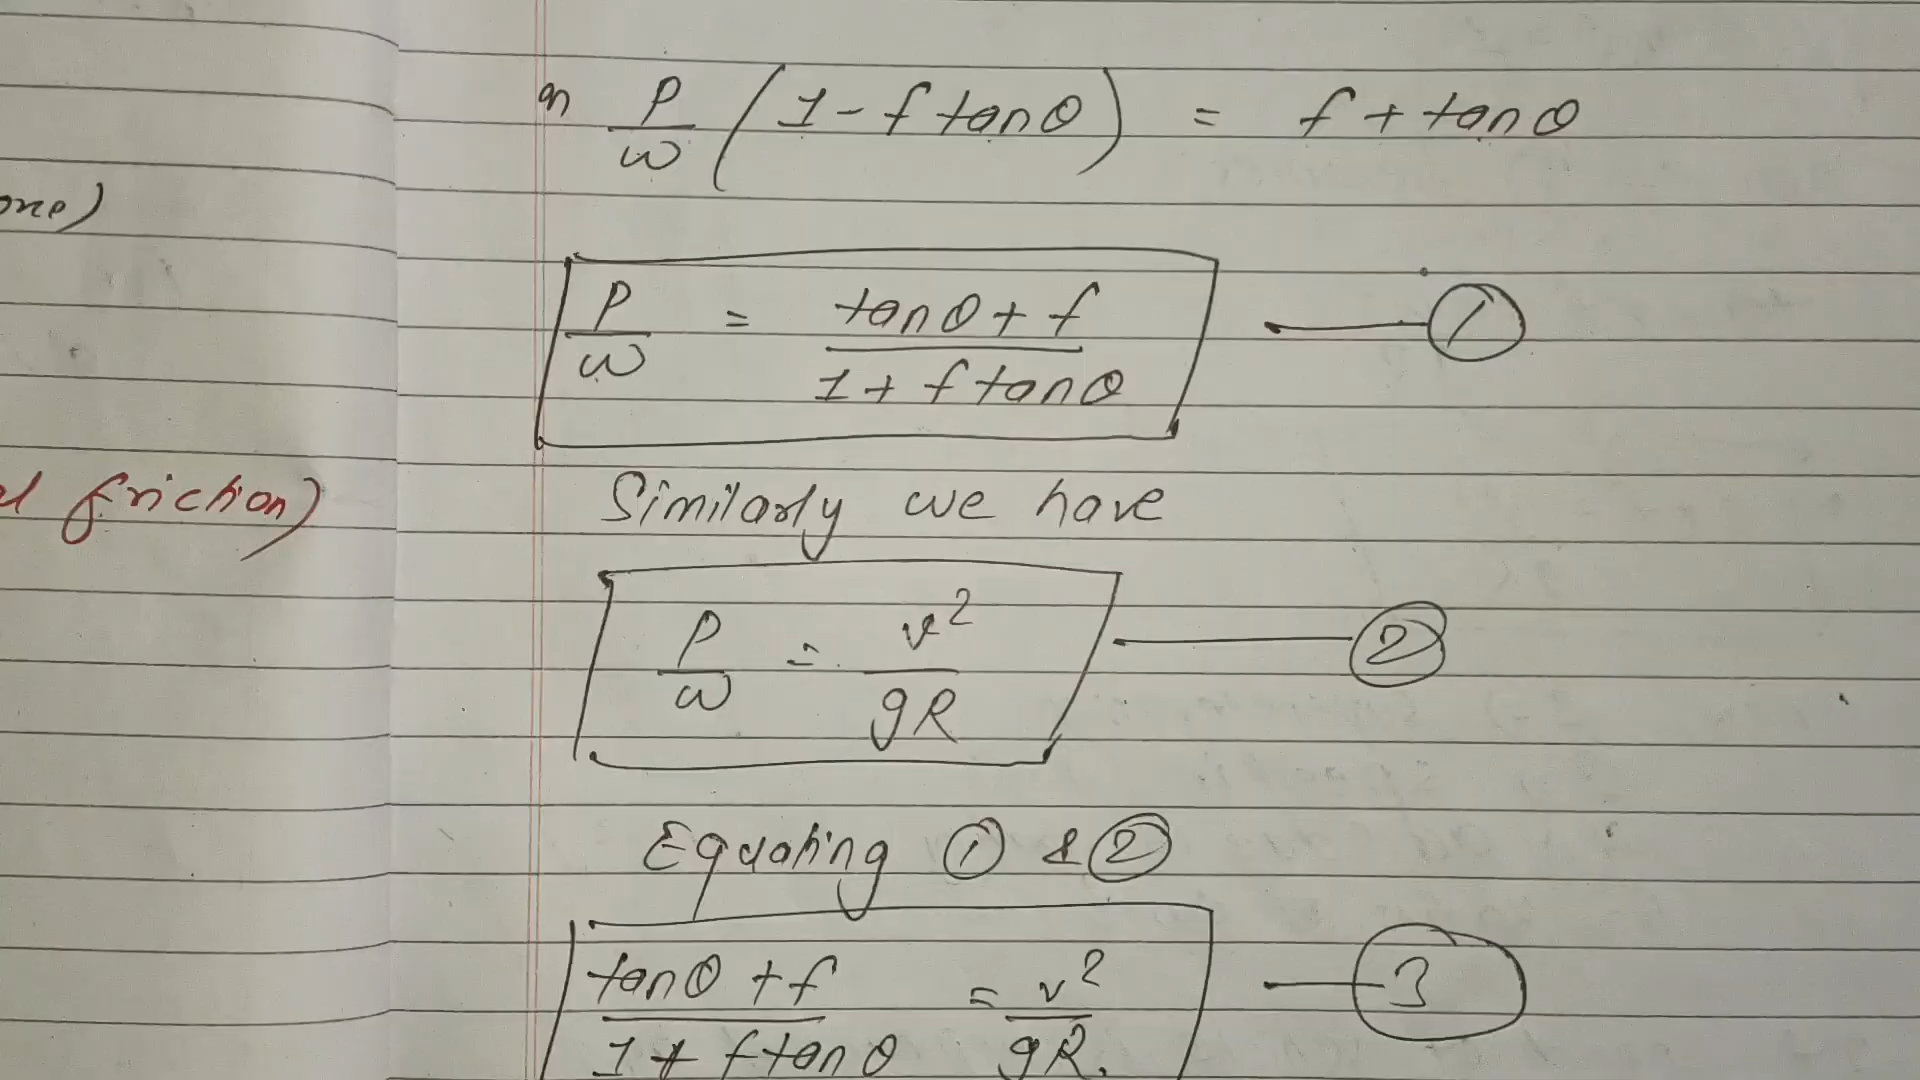 P/w (1 - f tanθ) = f + tanθ
one)
P/w = (tanθ + f)/(1 + f tanθ) — ①
friction)
Similarly we have
P/w = v²/gR — ②
Equating ① & ②
(tanθ + f)/(1 + f tanθ) = v²/gR. — 3